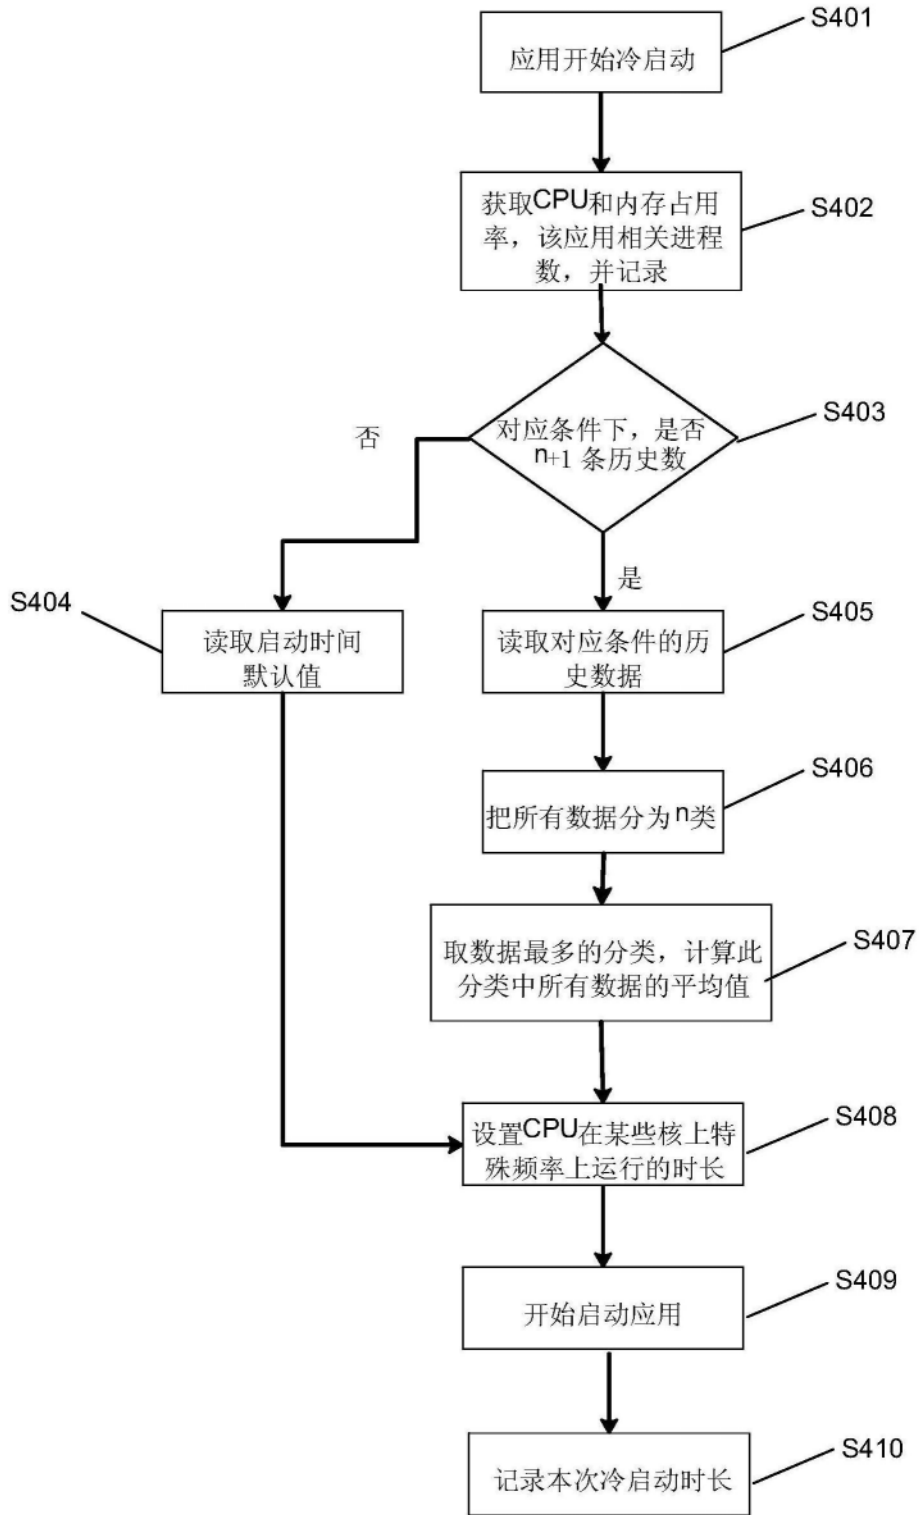 S401
应用开始冷启动
获取CPU和内存占用
率，该应用相关进程
数，并记录
S402
对应条件下，是否
n+1 条历史数
S403
否
是
S404
读取启动时间
默认值
读取对应条件的历
史数据
S405
把所有数据分为n类
S406
取数据最多的分类，计算此
分类中所有数据的平均值
S407
设置CPU在某些核上特
殊频率上运行的时长
S408
开始启动应用
S409
记录本次冷启动时长
S410